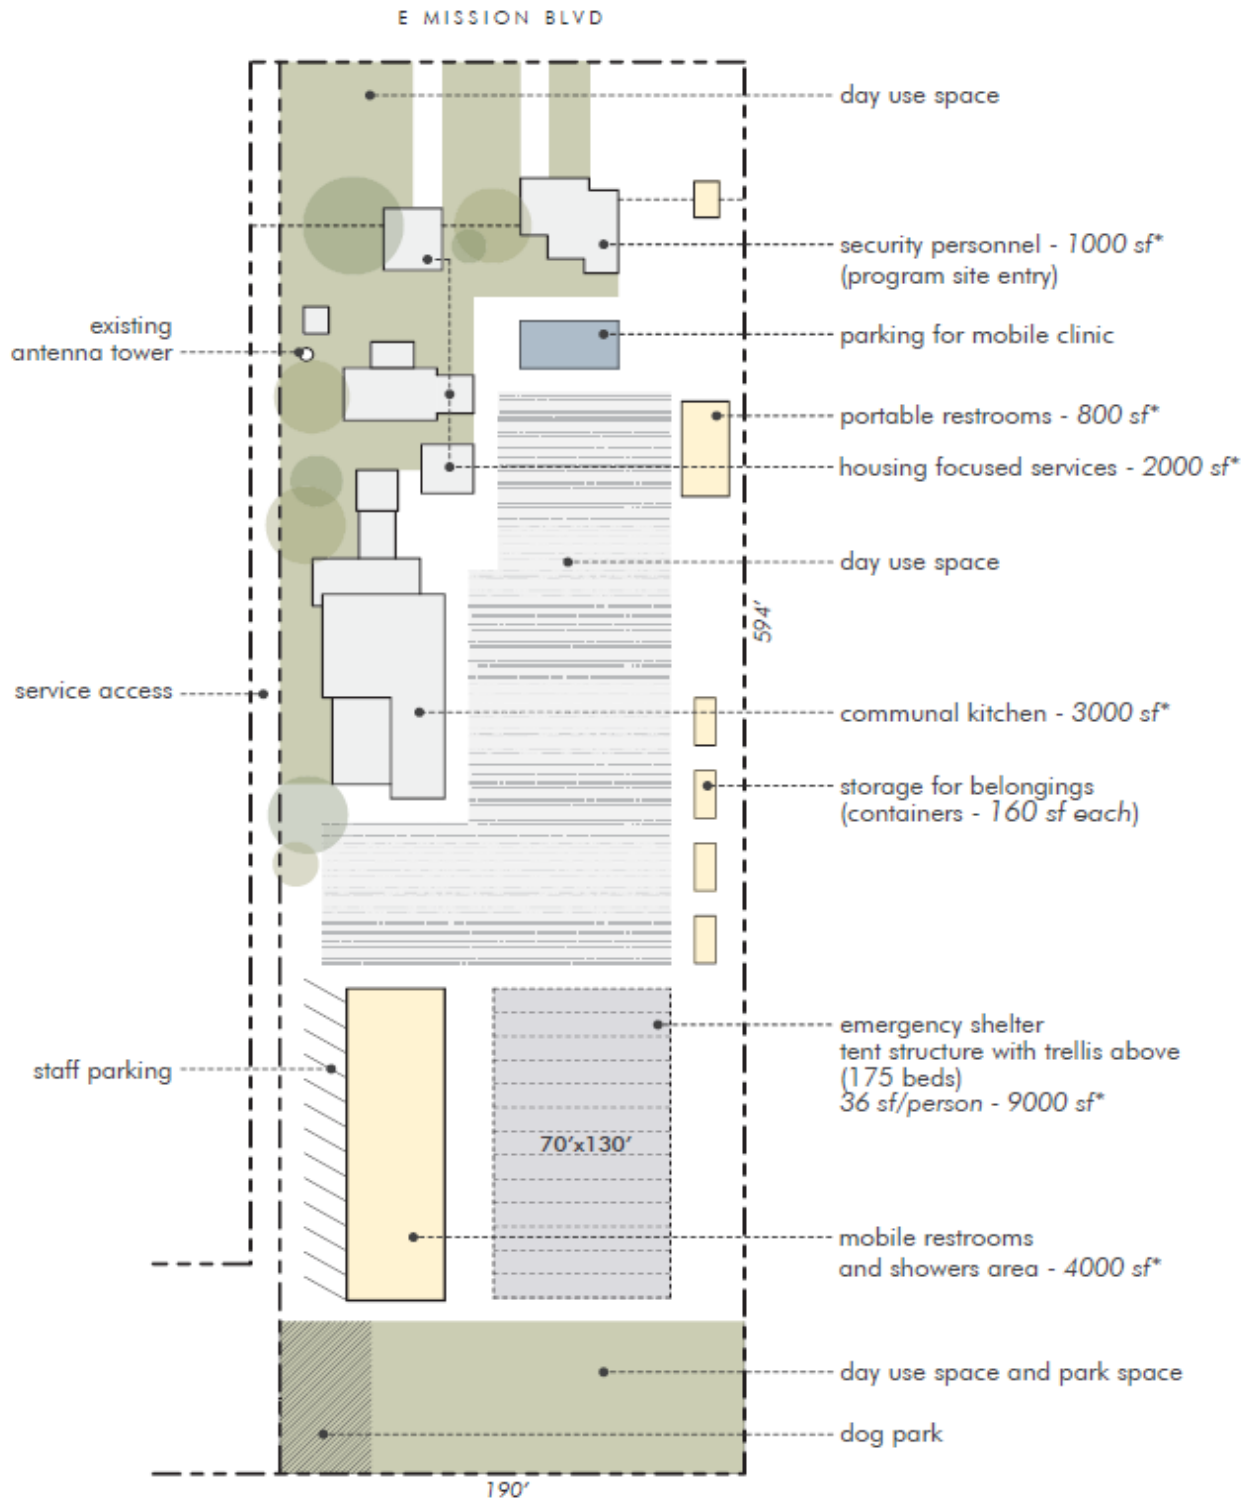 E MISSION BLVD
day use space
security personnel - 1000 sf*
(program site entry)
existing
antenna tower
parking for mobile clinic
portable restrooms - 800 sf*
housing focused services - 2000 sf*
day use space
594'
service access
communal kitchen - 3000 sf*
storage for belongings
(containers - 160 sf each)
emergency shelter
tent structure with trellis above
(175 beds)
36 sf/person - 9000 sf*
staff parking
70'x130'
mobile restrooms
and showers area - 4000 sf*
day use space and park space
dog park
190'